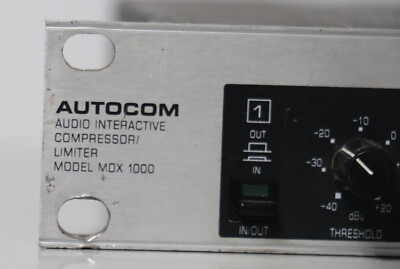 AUTOCOM
AUDIO INTERACTIVE
COMPRESSOR/
LIMITER
MODEL MDX 1000
1
OUT
IN
IN/OUT
-10
-20
0
-30
-40
+20
dBu
THRESHOLD